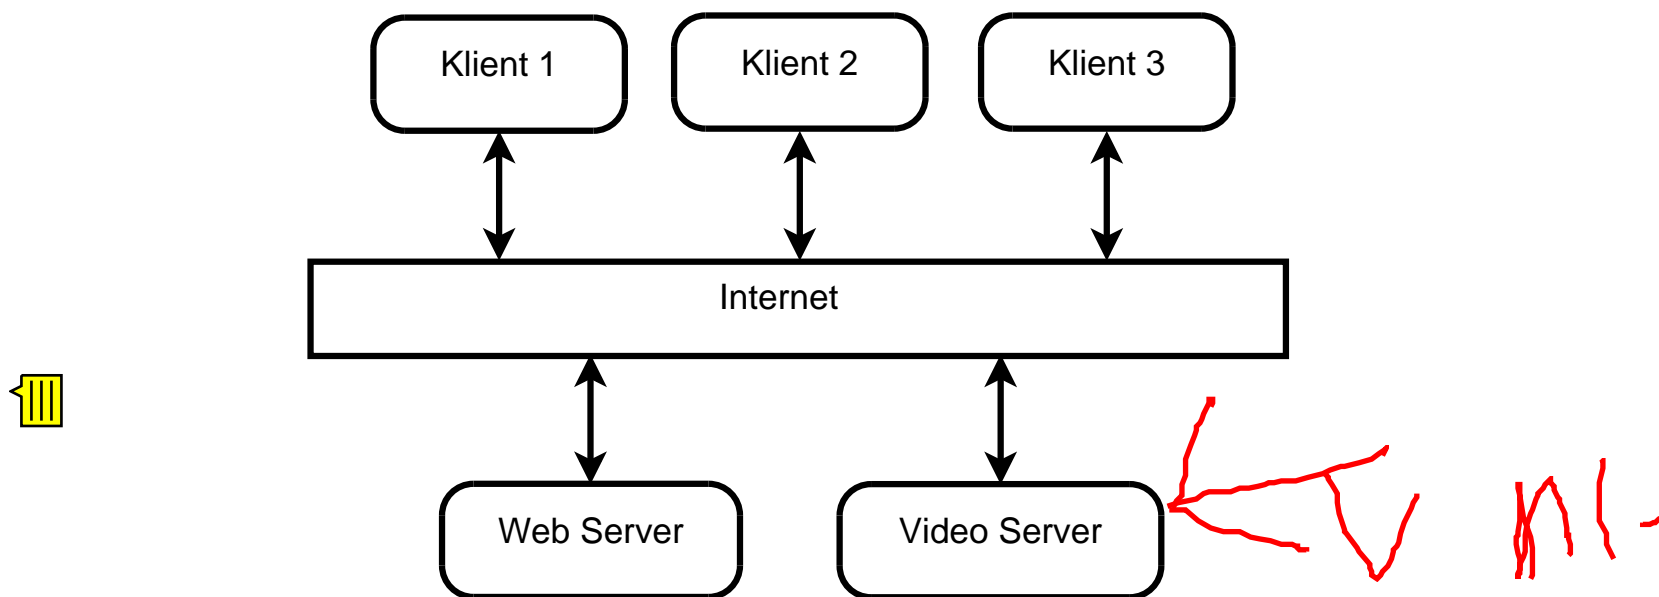 Klient 1 Klient 2 Klient 3
Internet
Web Server Video Server